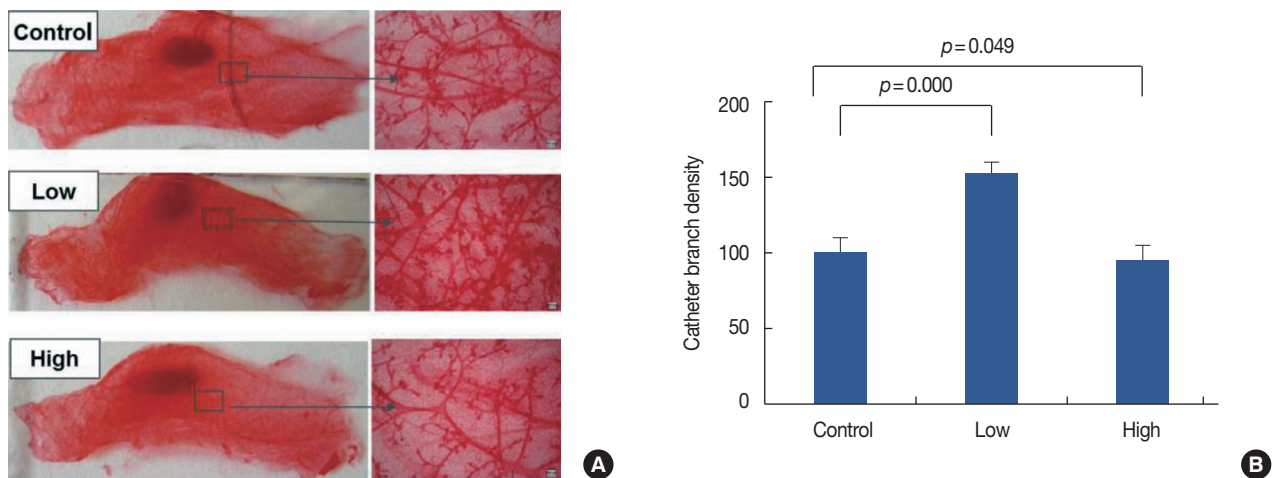 Control
Low
High
A
p=0.049
p=0.000
Catheter branch density
200
150
100
50
0
Control
Low
High
B